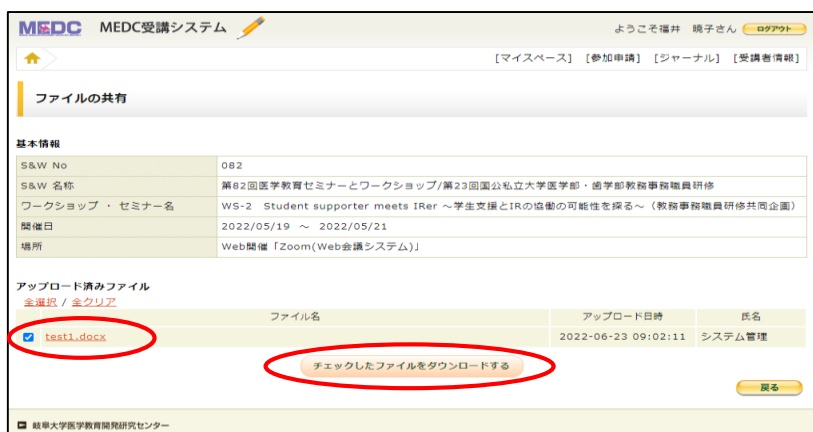 MEDC MEDC受講システム ようこそ福井 暁子さん ログアウト
[マイスペース] [参加申請] [ジャーナル] [受講者情報]
ファイルの共有
基本情報
S&W No 082
S&W 名称 第82回医学教育セミナーとワークショップ/第23回国公私立大学医学部・歯学部教務事務職員研修
ワークショップ ・ セミナー名 WS-2 Student supporter meets IRer ～学生支援とIRの協働の可能性を探る～（教務事務職員研修共同企画）
開催日 2022/05/19 ～ 2022/05/21
場所 Web開催「Zoom(Web会議システム)」
アップロード済みファイル
全選択 / 全クリア
ファイル名 アップロード日時 氏名
test1.docx 2022-06-23 09:02:11 システム管理
チェックしたファイルをダウンロードする
戻る
岐阜大学医学教育開発研究センター